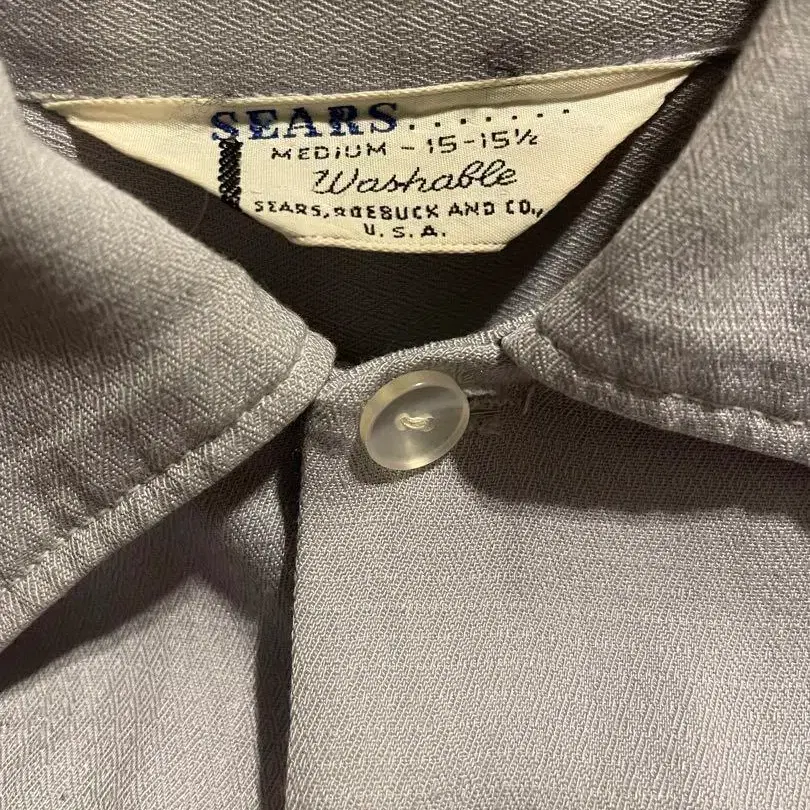 SEARS.......
MEDIUM - 15-15½
Washable
SEARS, ROEBUCK AND CO.,
U.S.A.